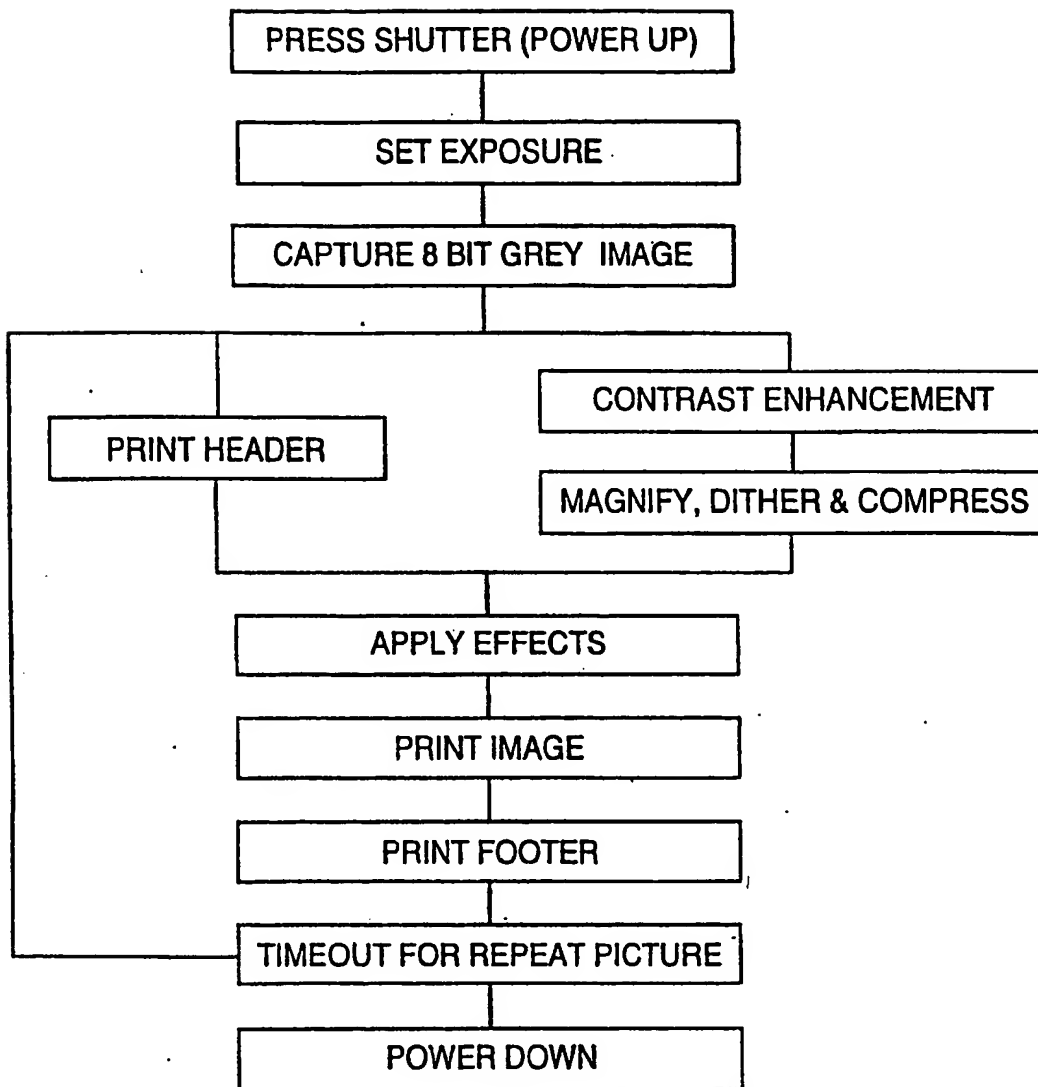 PRESS SHUTTER (POWER UP)
SET EXPOSURE
CAPTURE 8 BIT GREY IMAGE
CONTRAST ENHANCEMENT
PRINT HEADER
MAGNIFY, DITHER & COMPRESS
APPLY EFFECTS
PRINT IMAGE
PRINT FOOTER
TIMEOUT FOR REPEAT PICTURE
POWER DOWN